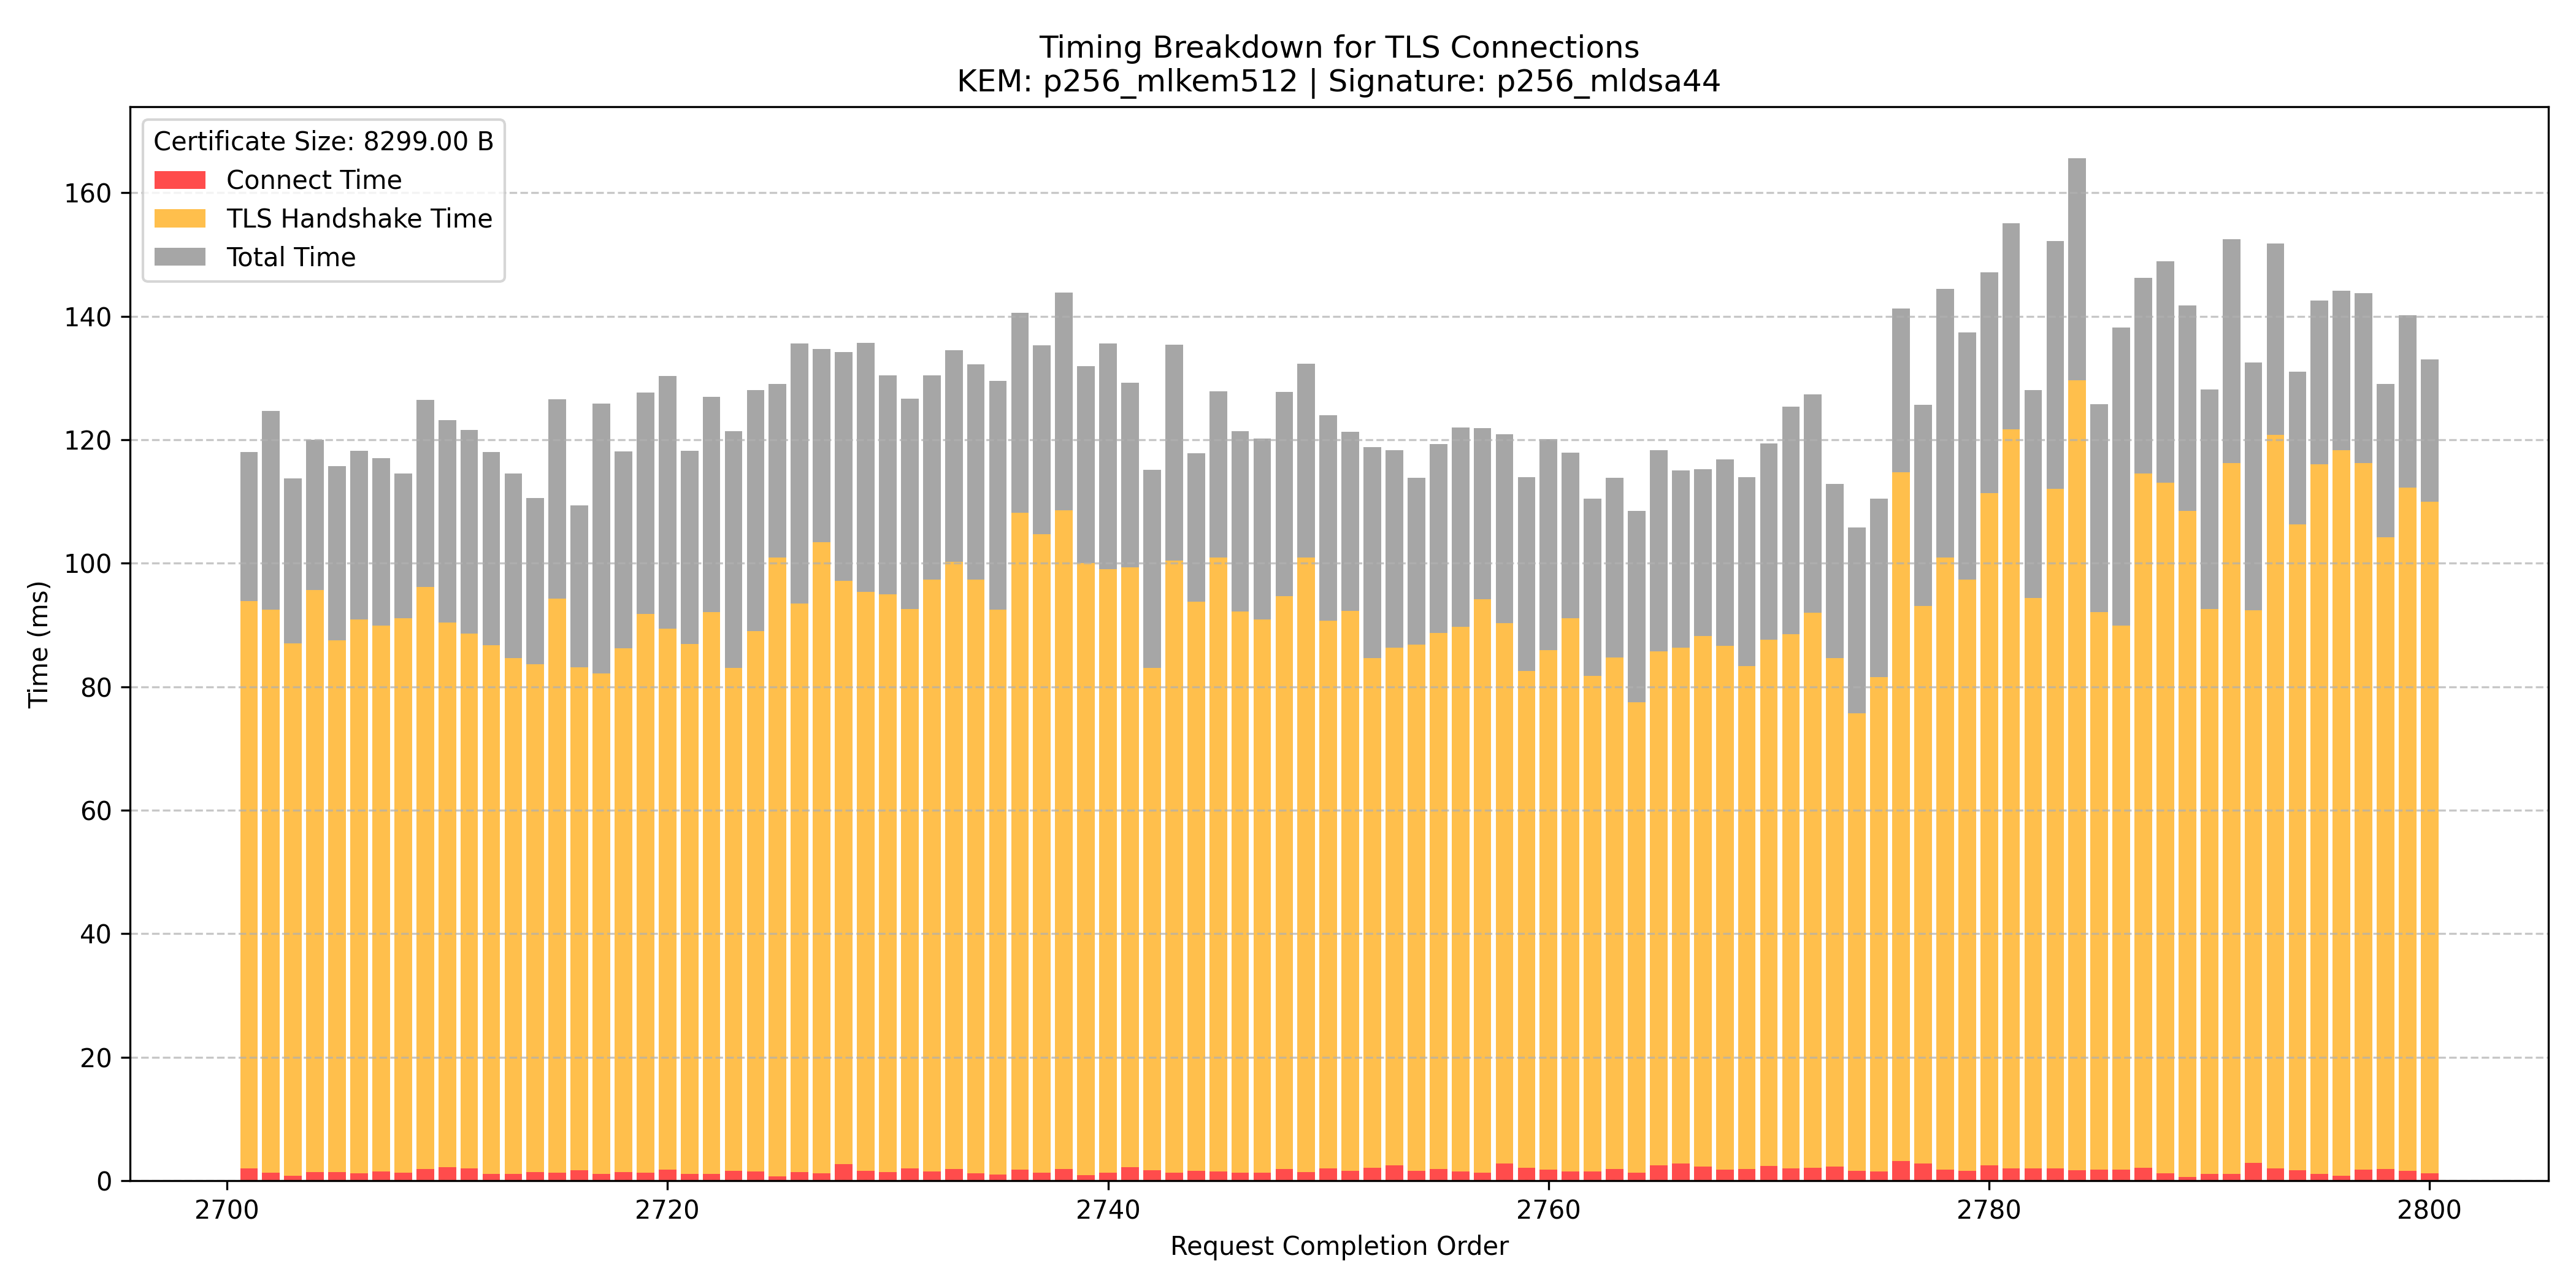 Timing Breakdown for TLS Connections
KEM: p256_mlkem512 | Signature: p256_mldsa44
Certificate Size: 8299.00 B
Connect Time
TLS Handshake Time
Total Time
Time (ms)
160
140
120
100
80
60
40
20
0
2700 2720 2740 2760 2780 2800
Request Completion Order